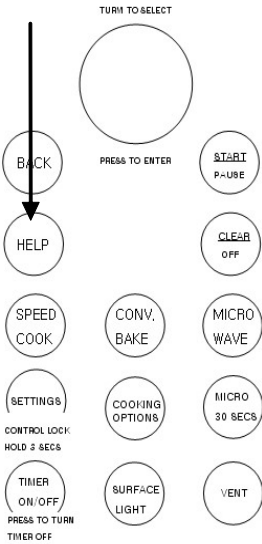 TURM TO SELECT
PRESS TO ENTER
BACK
START
PAUSE
HELP
CLEAR
OFF
SPEED
COOK
CONV,
BAKE
MICRO
WAVE
SETTINGS
CONTROL LOCK
HOLD 3 SECS
COOKING
OPTIONS
MICRO
30 SECS
TIMER
ON/OFF
PRESS TO TURN
TIMER OFF
SURFACE
LIGHT
VENT